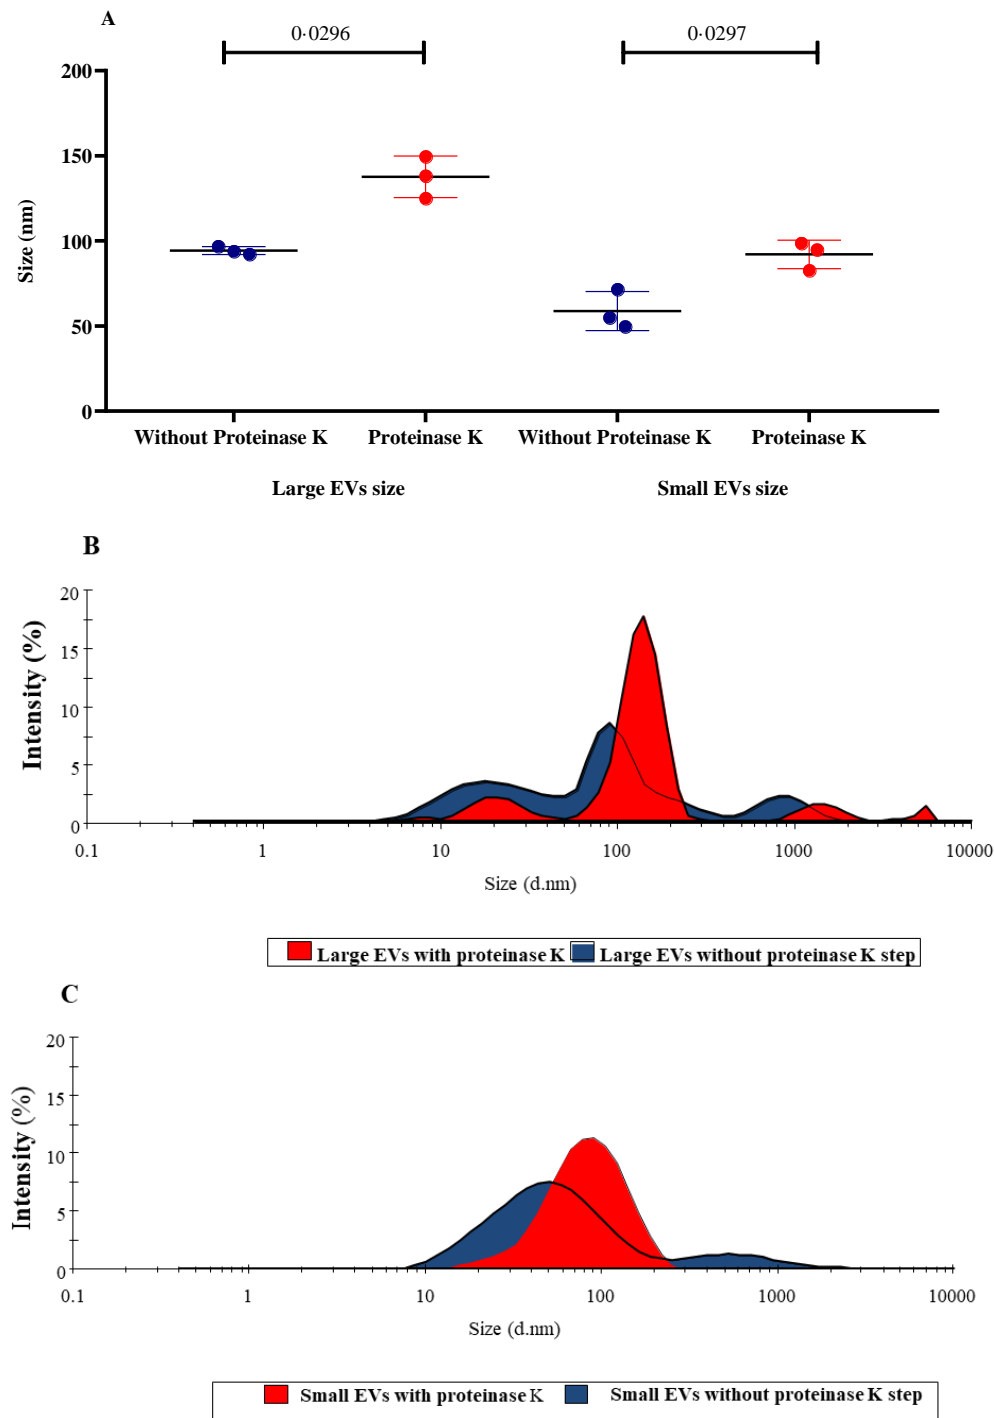 A
0·0296 0·0297
200
150
100
50
0
Size (nm)
Without Proteinase K Proteinase K Without Proteinase K Proteinase K
Large EVs size Small EVs size
B
20
15
10
5
0
Intensity (%)
0.1 1 10 100 1000 10000
Size (d.nm)
Large EVs with proteinase K Large EVs without proteinase K step
C
20
15
10
5
0
Intensity (%)
0.1 1 10 100 1000 10000
Size (d.nm)
Small EVs with proteinase K Small EVs without proteinase K step